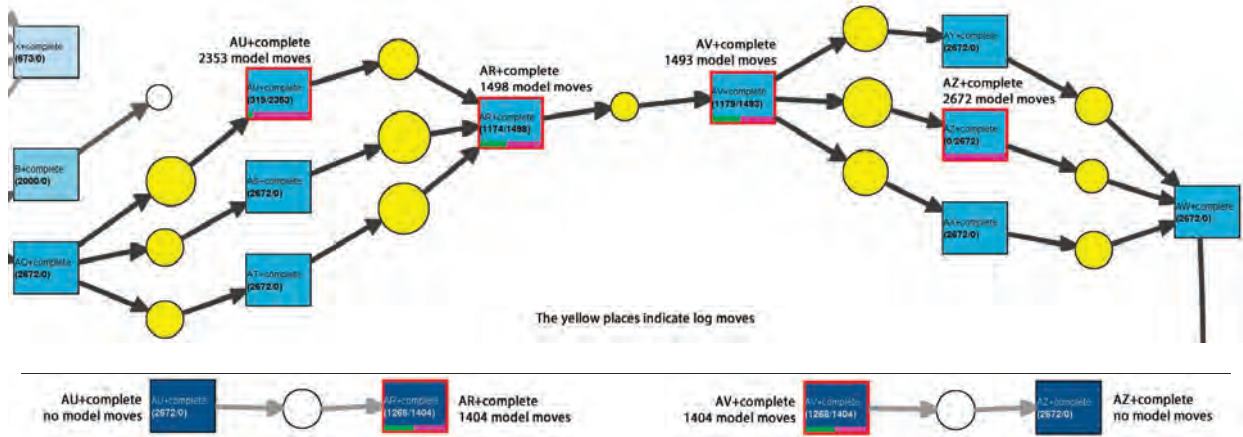 X+complete
(673/0)
B+complete
(2000/0)
AQ+complete
(2672/0)
AU+complete
2353 model moves
AU+complete
(319/2353)
AS+complete
(2672/0)
AT+complete
(2672/0)
AR+complete
1498 model moves
AR+complete
(1174/1498)
AV+complete
1493 model moves
AV+complete
(1179/1493)
AY+complete
(2672/0)
AZ+complete
2672 model moves
AZ+complete
(0/2672)
AX+complete
(2672/0)
AW+complete
(2672/0)
The yellow places indicate log moves
AU+complete
no model moves
AU+complete
(2672/0)
AR+complete
(1268/1404)
AR+complete
1404 model moves
AV+complete
1404 model moves
AV+complete
(1268/1404)
AZ+complete
(2672/0)
AZ+complete
no model moves